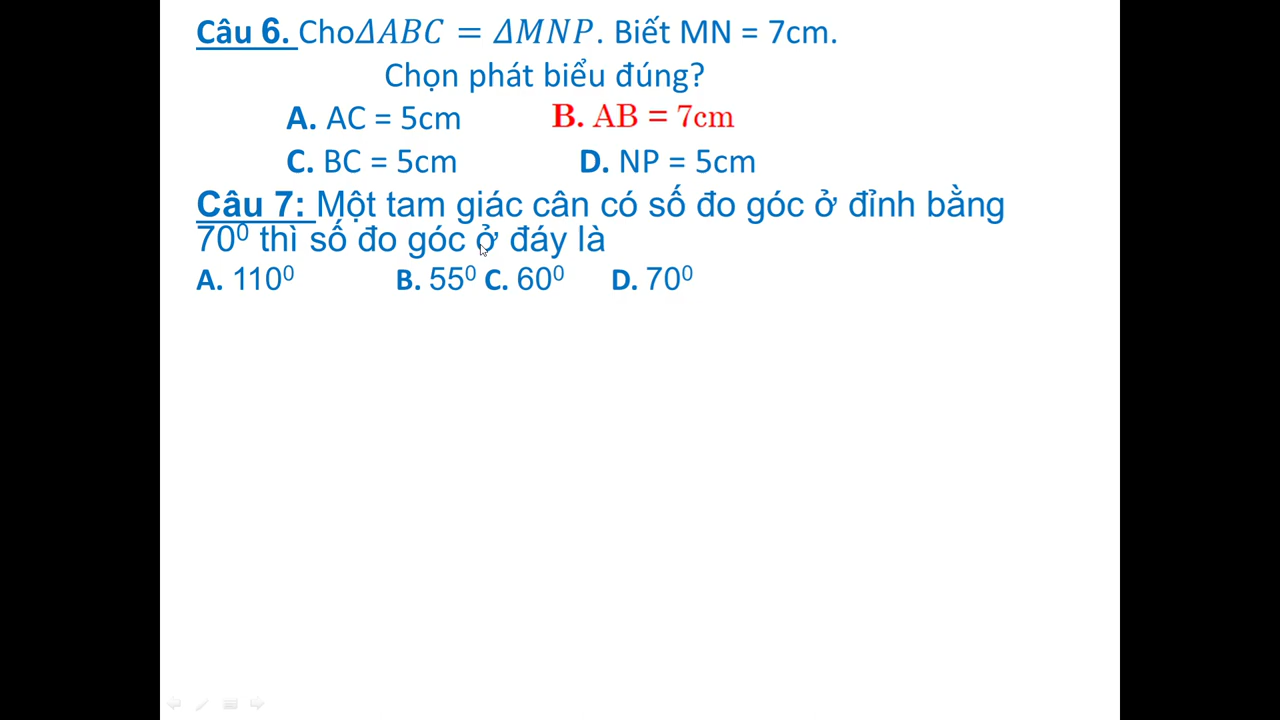 Câu 6. Cho𝛥𝐴𝐵𝐶 = 𝛥𝑀𝑁𝑃. Biết MN = 7cm.
Chọn phát biểu đúng?
A. AC = 5cm B. AB = 7cm
C. BC = 5cm D. NP = 5cm
Câu 7: Một tam giác cân có số đo góc ở đỉnh bằng
70⁰ thì số đo góc ở đáy là
A. 110⁰ B. 55⁰ C. 60⁰ D. 70⁰